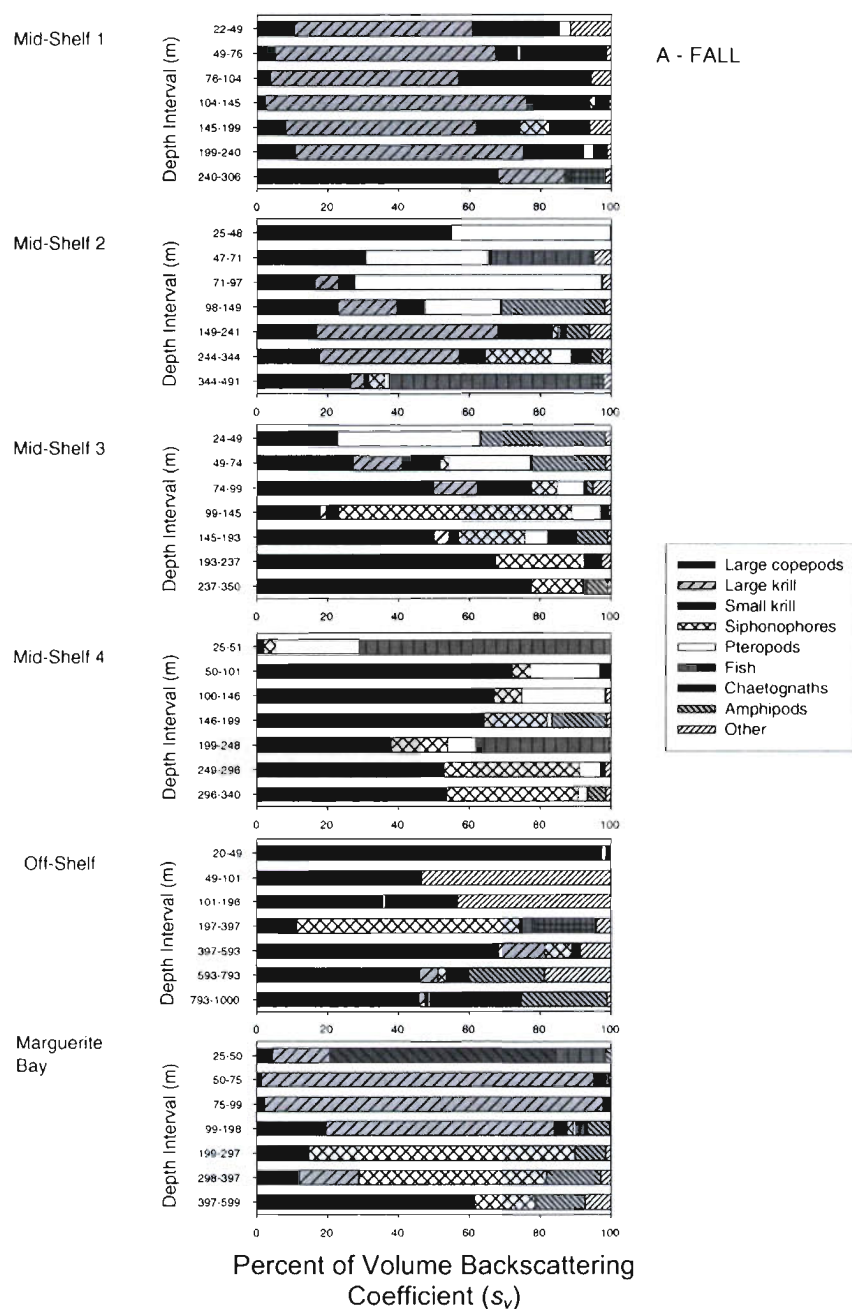 A - FALL
Mid-Shelf 1
Depth Interval (m)
22-49
49-76
76-104
104-145
145-199
199-240
240-306
0 20 40 60 80 100
Mid-Shelf 2
Depth Interval (m)
25-48
47-71
71-97
98-149
149-241
244-344
344-491
0 20 40 60 80 100
Mid-Shelf 3
Depth Interval (m)
24-49
49-74
74-99
99-145
145-193
193-237
237-350
0 20 40 60 80 100
Large copepods
Large krill
Small krill
Siphonophores
Pteropods
Fish
Chaetognaths
Amphipods
Other
Mid-Shelf 4
Depth Interval (m)
25-51
50-101
100-146
146-199
199-248
249-296
296-340
0 20 40 60 80 100
Off-Shelf
Depth Interval (m)
20-49
49-101
101-196
197-397
397-593
593-793
793-1000
0 20 40 60 80 100
Marguerite
Bay
Depth Interval (m)
25-50
50-75
75-99
99-198
199-297
298-397
397-599
0 20 40 60 80 100
Percent of Volume Backscattering
Coefficient (sv)